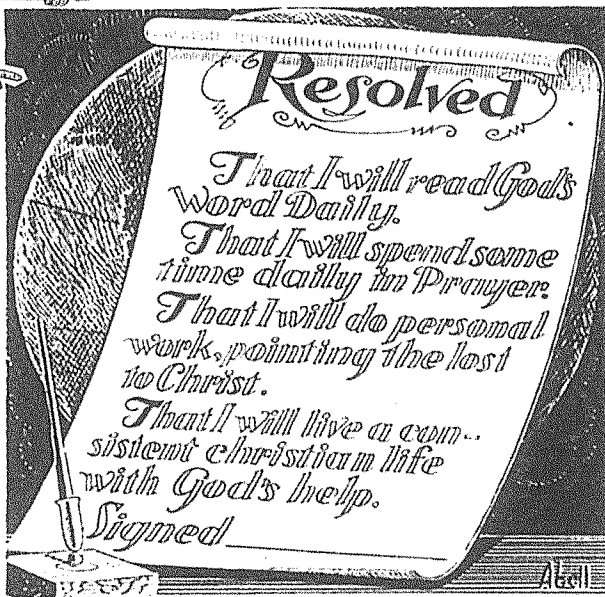 Resolved
That I will read God's
Word Daily.
That I will spend some
time daily in Prayer.
That I will do personal
work, pointing the lost
to Christ.
That I will live a con-
sistent christian life
with God's help.
Signed
Abell